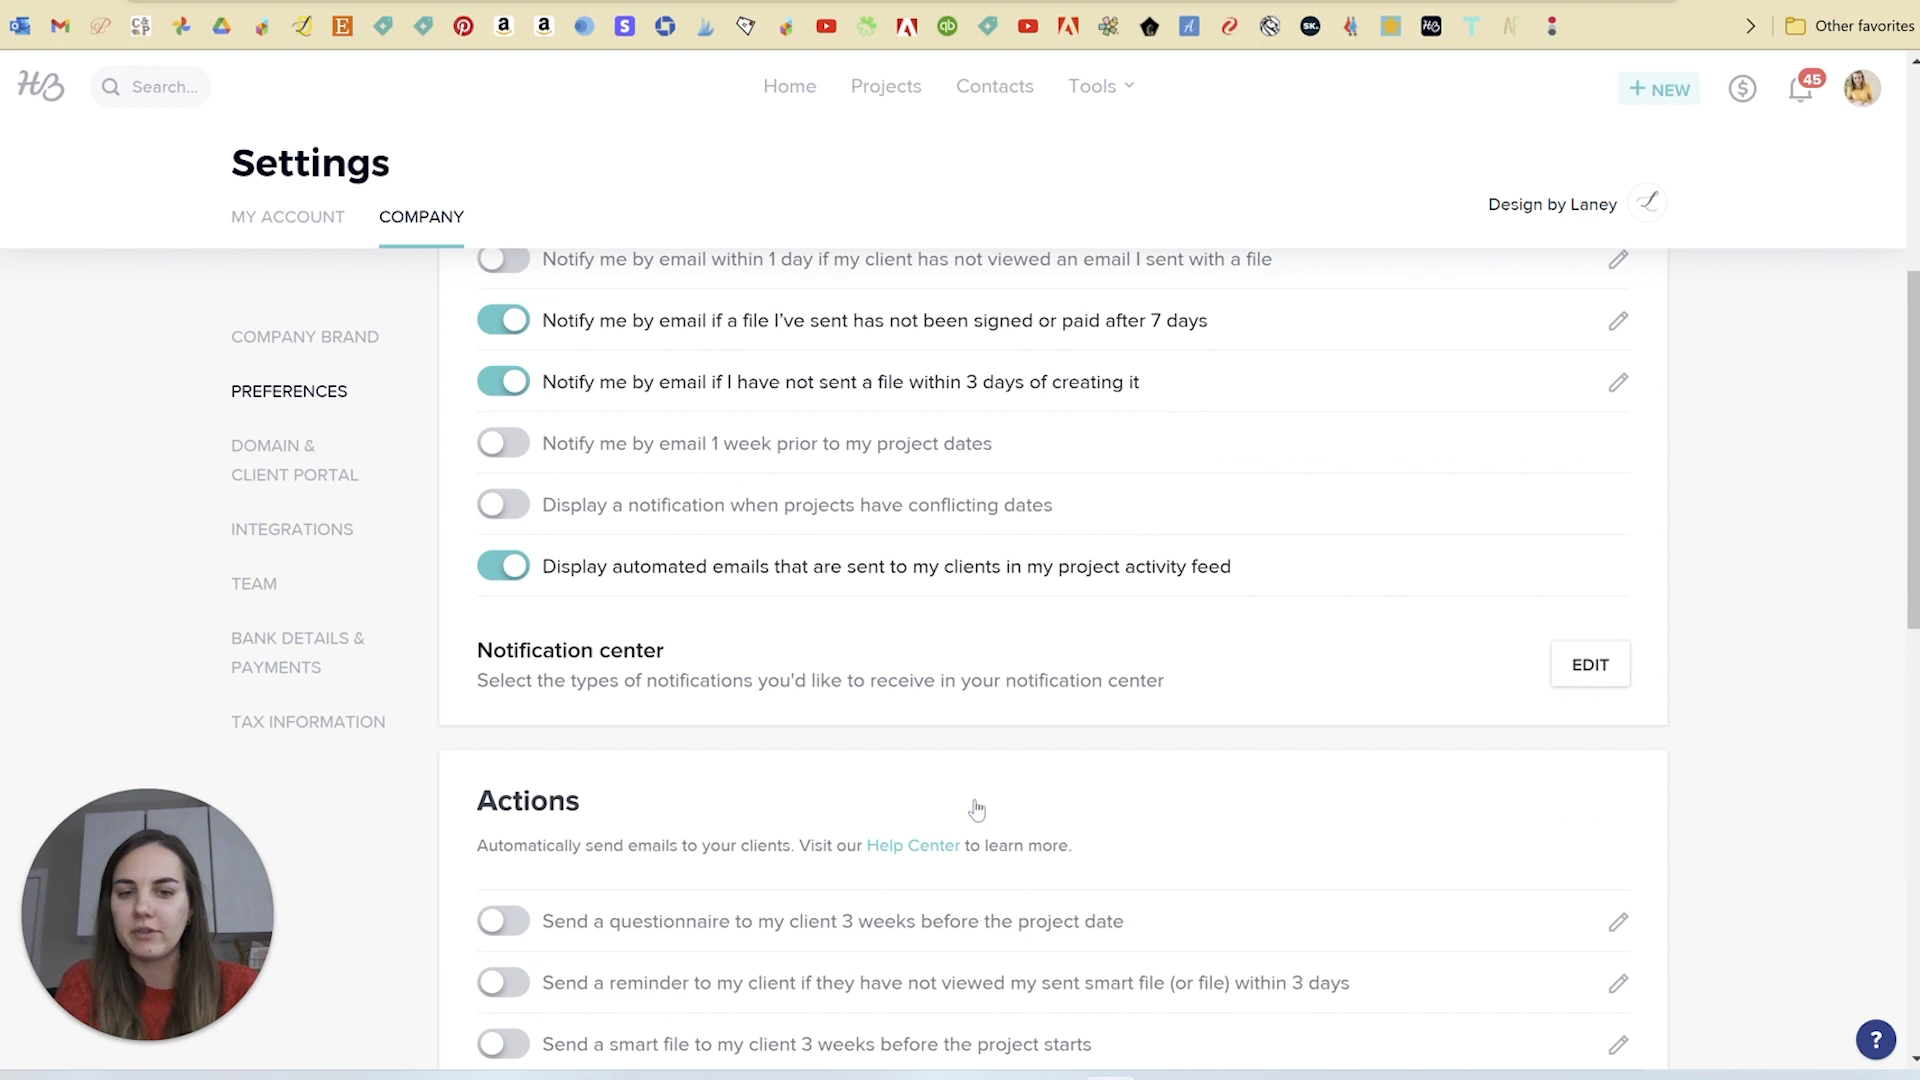 Other favorites
HB
Search...
Home
Projects
Contacts
Tools
+ NEW
45
Settings
MY ACCOUNT
COMPANY
Design by Laney
COMPANY BRAND
PREFERENCES
DOMAIN &
CLIENT PORTAL
INTEGRATIONS
TEAM
BANK DETAILS &
PAYMENTS
TAX INFORMATION
Notify me by email within 1 day if my client has not viewed an email I sent with a file
Notify me by email if a file I've sent has not been signed or paid after 7 days
Notify me by email if I have not sent a file within 3 days of creating it
Notify me by email 1 week prior to my project dates
Display a notification when projects have conflicting dates
Display automated emails that are sent to my clients in my project activity feed
Notification center
Select the types of notifications you'd like to receive in your notification center
EDIT
Actions
Automatically send emails to your clients. Visit our Help Center to learn more.
Send a questionnaire to my client 3 weeks before the project date
Send a reminder to my client if they have not viewed my sent smart file (or file) within 3 days
Send a smart file to my client 3 weeks before the project starts
?